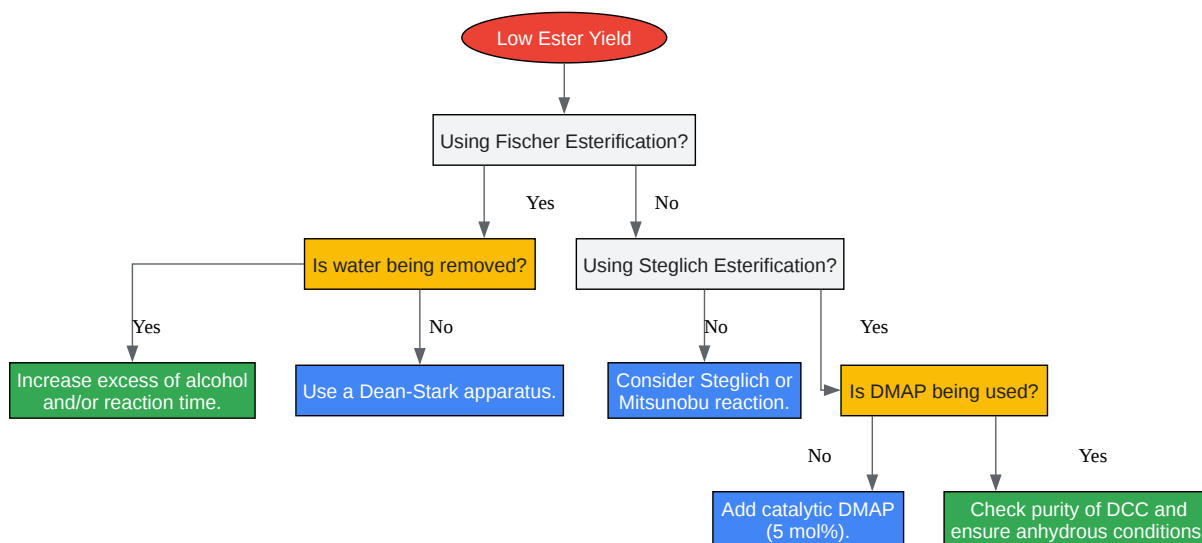 Low Ester Yield
Using Fischer Esterification?
Yes
No
Is water being removed?
Using Steglich Esterification?
Yes
No
No
Yes
Increase excess of alcohol
and/or reaction time.
Use a Dean-Stark apparatus.
Consider Steglich or
Mitsunobu reaction.
Is DMAP being used?
No
Yes
Add catalytic DMAP
(5 mol%).
Check purity of DCC and
ensure anhydrous conditions